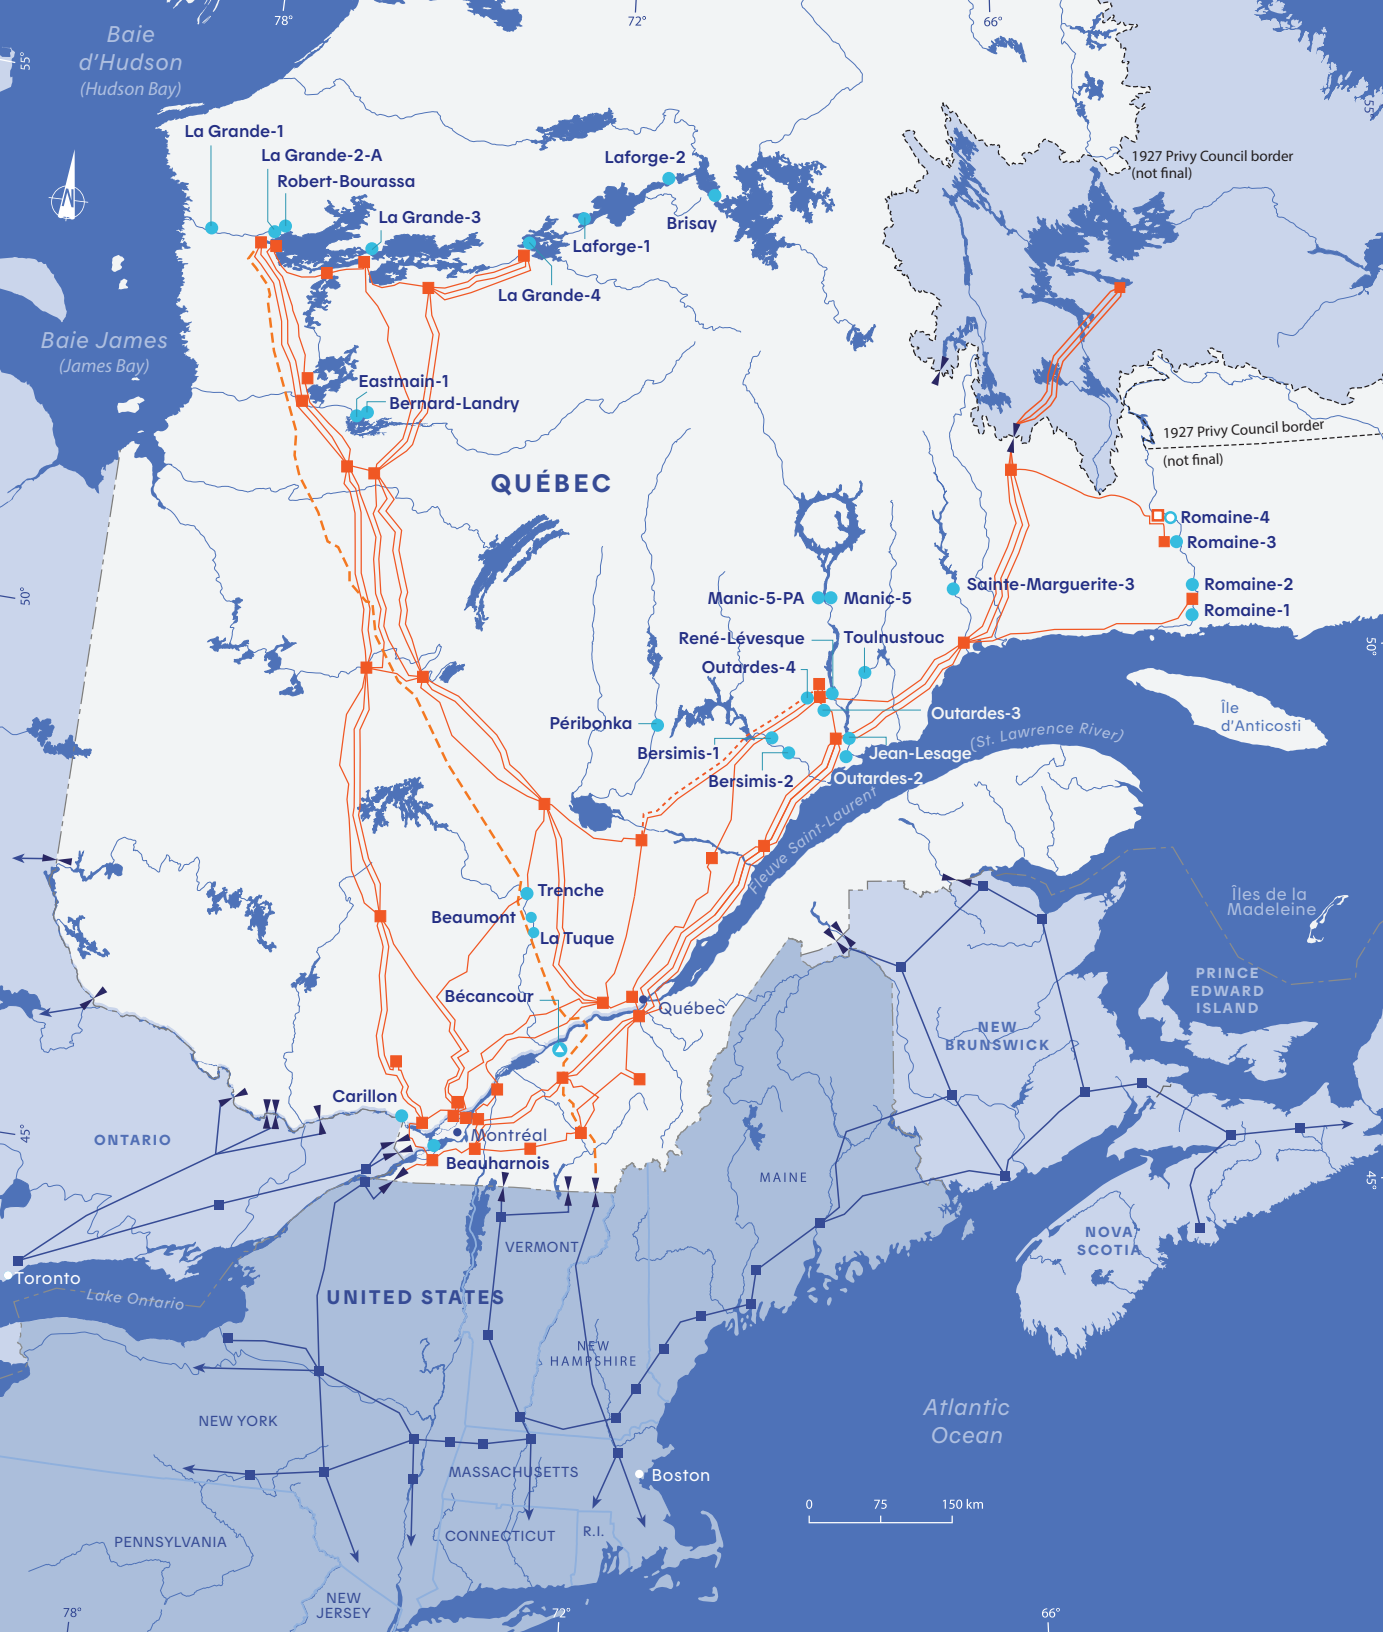 78°
72°
66°
Baie
d'Hudson
(Hudson Bay)
55°
55°
La Grande-1
La Grande-2-A
Robert-Bourassa
La Grande-3
Laforge-2
Brisay
Laforge-1
La Grande-4
1927 Privy Council border
(not final)
Baie James
(James Bay)
Eastmain-1
Bernard-Landry
1927 Privy Council border
(not final)
QUÉBEC
Romaine-4
Romaine-3
Romaine-2
Romaine-1
Sainte-Marguerite-3
50°
50°
Manic-5-PA
Manic-5
René-Lévesque
Toulnustouc
Outardes-4
Outardes-3
Péribonka
Bersimis-1
Jean-Lesage
Bersimis-2
Outardes-2
(St. Lawrence River)
Fleuve Saint-Laurent
Île
d'Anticosti
Trenche
Beaumont
La Tuque
Bécancour
Québec
Îles de la
Madeleine
PRINCE
EDWARD
ISLAND
NEW
BRUNSWICK
Carillon
Montréal
Beauharnois
45°
45°
ONTARIO
MAINE
NOVA
SCOTIA
VERMONT
Toronto
Lake Ontario
UNITED STATES
NEW
HAMPSHIRE
NEW YORK
Atlantic
Ocean
MASSACHUSETTS
Boston
CONNECTICUT
R.I.
PENNSYLVANIA
NEW
JERSEY
0 75 150 km
78°
72°
66°